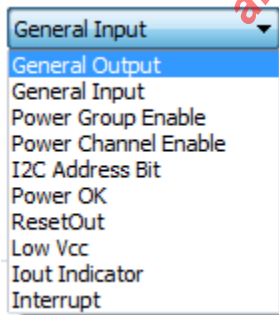 General Input
General Output
General Input
Power Group Enable
Power Channel Enable
I2C Address Bit
Power OK
ResetOut
Low Vcc
Iout Indicator
Interrupt